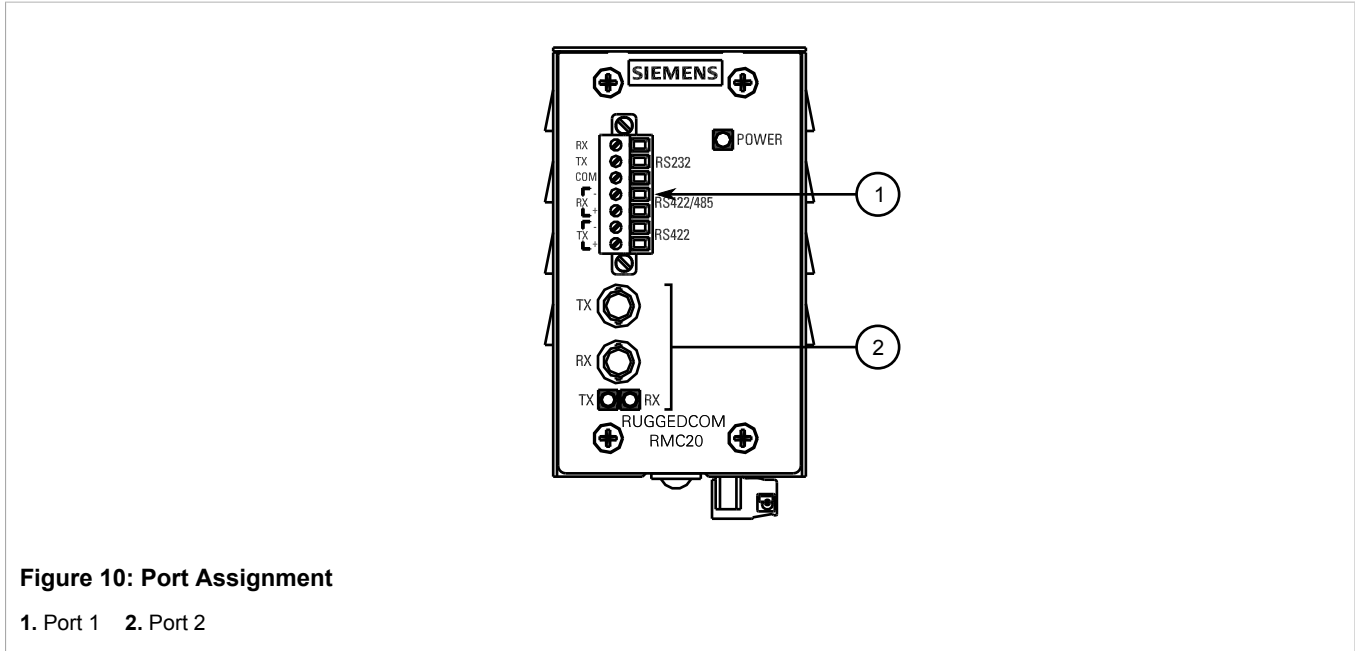 SIEMENS
POWER
RX
TX
RS232
COM
-
RX
RS422/485
+
-
TX
RS422
+
1
TX
RX
2
TX RX
RUGGEDCOM
RMC20
Figure 10: Port Assignment
1. Port 1 2. Port 2